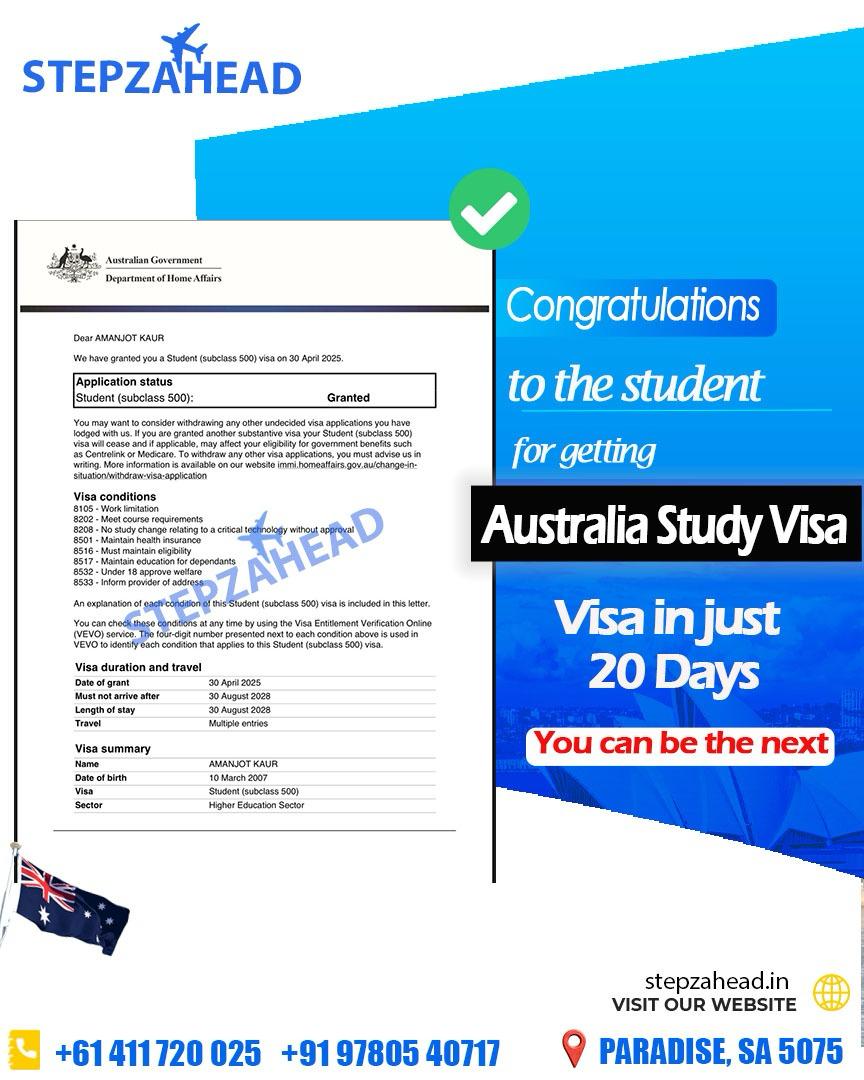 STEPZAHEAD
Australian Government
Department of Home Affairs
Dear AMANJOT KAUR
We have granted you a Student (subclass 500) visa on 30 April 2025.
Application status
Student (subclass 500): Granted
You may want to consider withdrawing any other undecided visa applications you have
lodged with us. If you are granted another substantive visa your Student (subclass 500)
visa will cease and if applicable, may affect your eligibility for government benefits such
as Centrelink or Medicare. To withdraw any other visa applications, you must advise us in
writing. More information is available on our website immi.homeaffairs.gov.au/change-in-
situation/withdraw-visa-application
Visa conditions
8105 - Work limitation
8202 - Meet course requirements
8208 - No study change relating to a critical technology without approval
8501 - Maintain health insurance
8516 - Must maintain eligibility
8517 - Maintain education for dependants
8532 - Under 18 approve welfare
8533 - Inform provider of address
STEPZAHEAD
An explanation of each condition of this Student (subclass 500) visa is included in this letter.
You can check these conditions at any time by using the Visa Entitlement Verification Online
(VEVO) service. The four-digit number presented next to each condition above is used in
VEVO to identify each condition that applies to this Student (subclass 500) visa.
Visa duration and travel
Date of grant 30 April 2025
Must not arrive after 30 August 2028
Length of stay 30 August 2028
Travel Multiple entries
Visa summary
Name AMANJOT KAUR
Date of birth 10 March 2007
Visa Student (subclass 500)
Sector Higher Education Sector
Congratulations
to the student
for getting
Australia Study Visa
Visa in just
20 Days
You can be the next
stepzahead.in
VISIT OUR WEBSITE
+61 411 720 025 +91 97805 40717
PARADISE, SA 5075